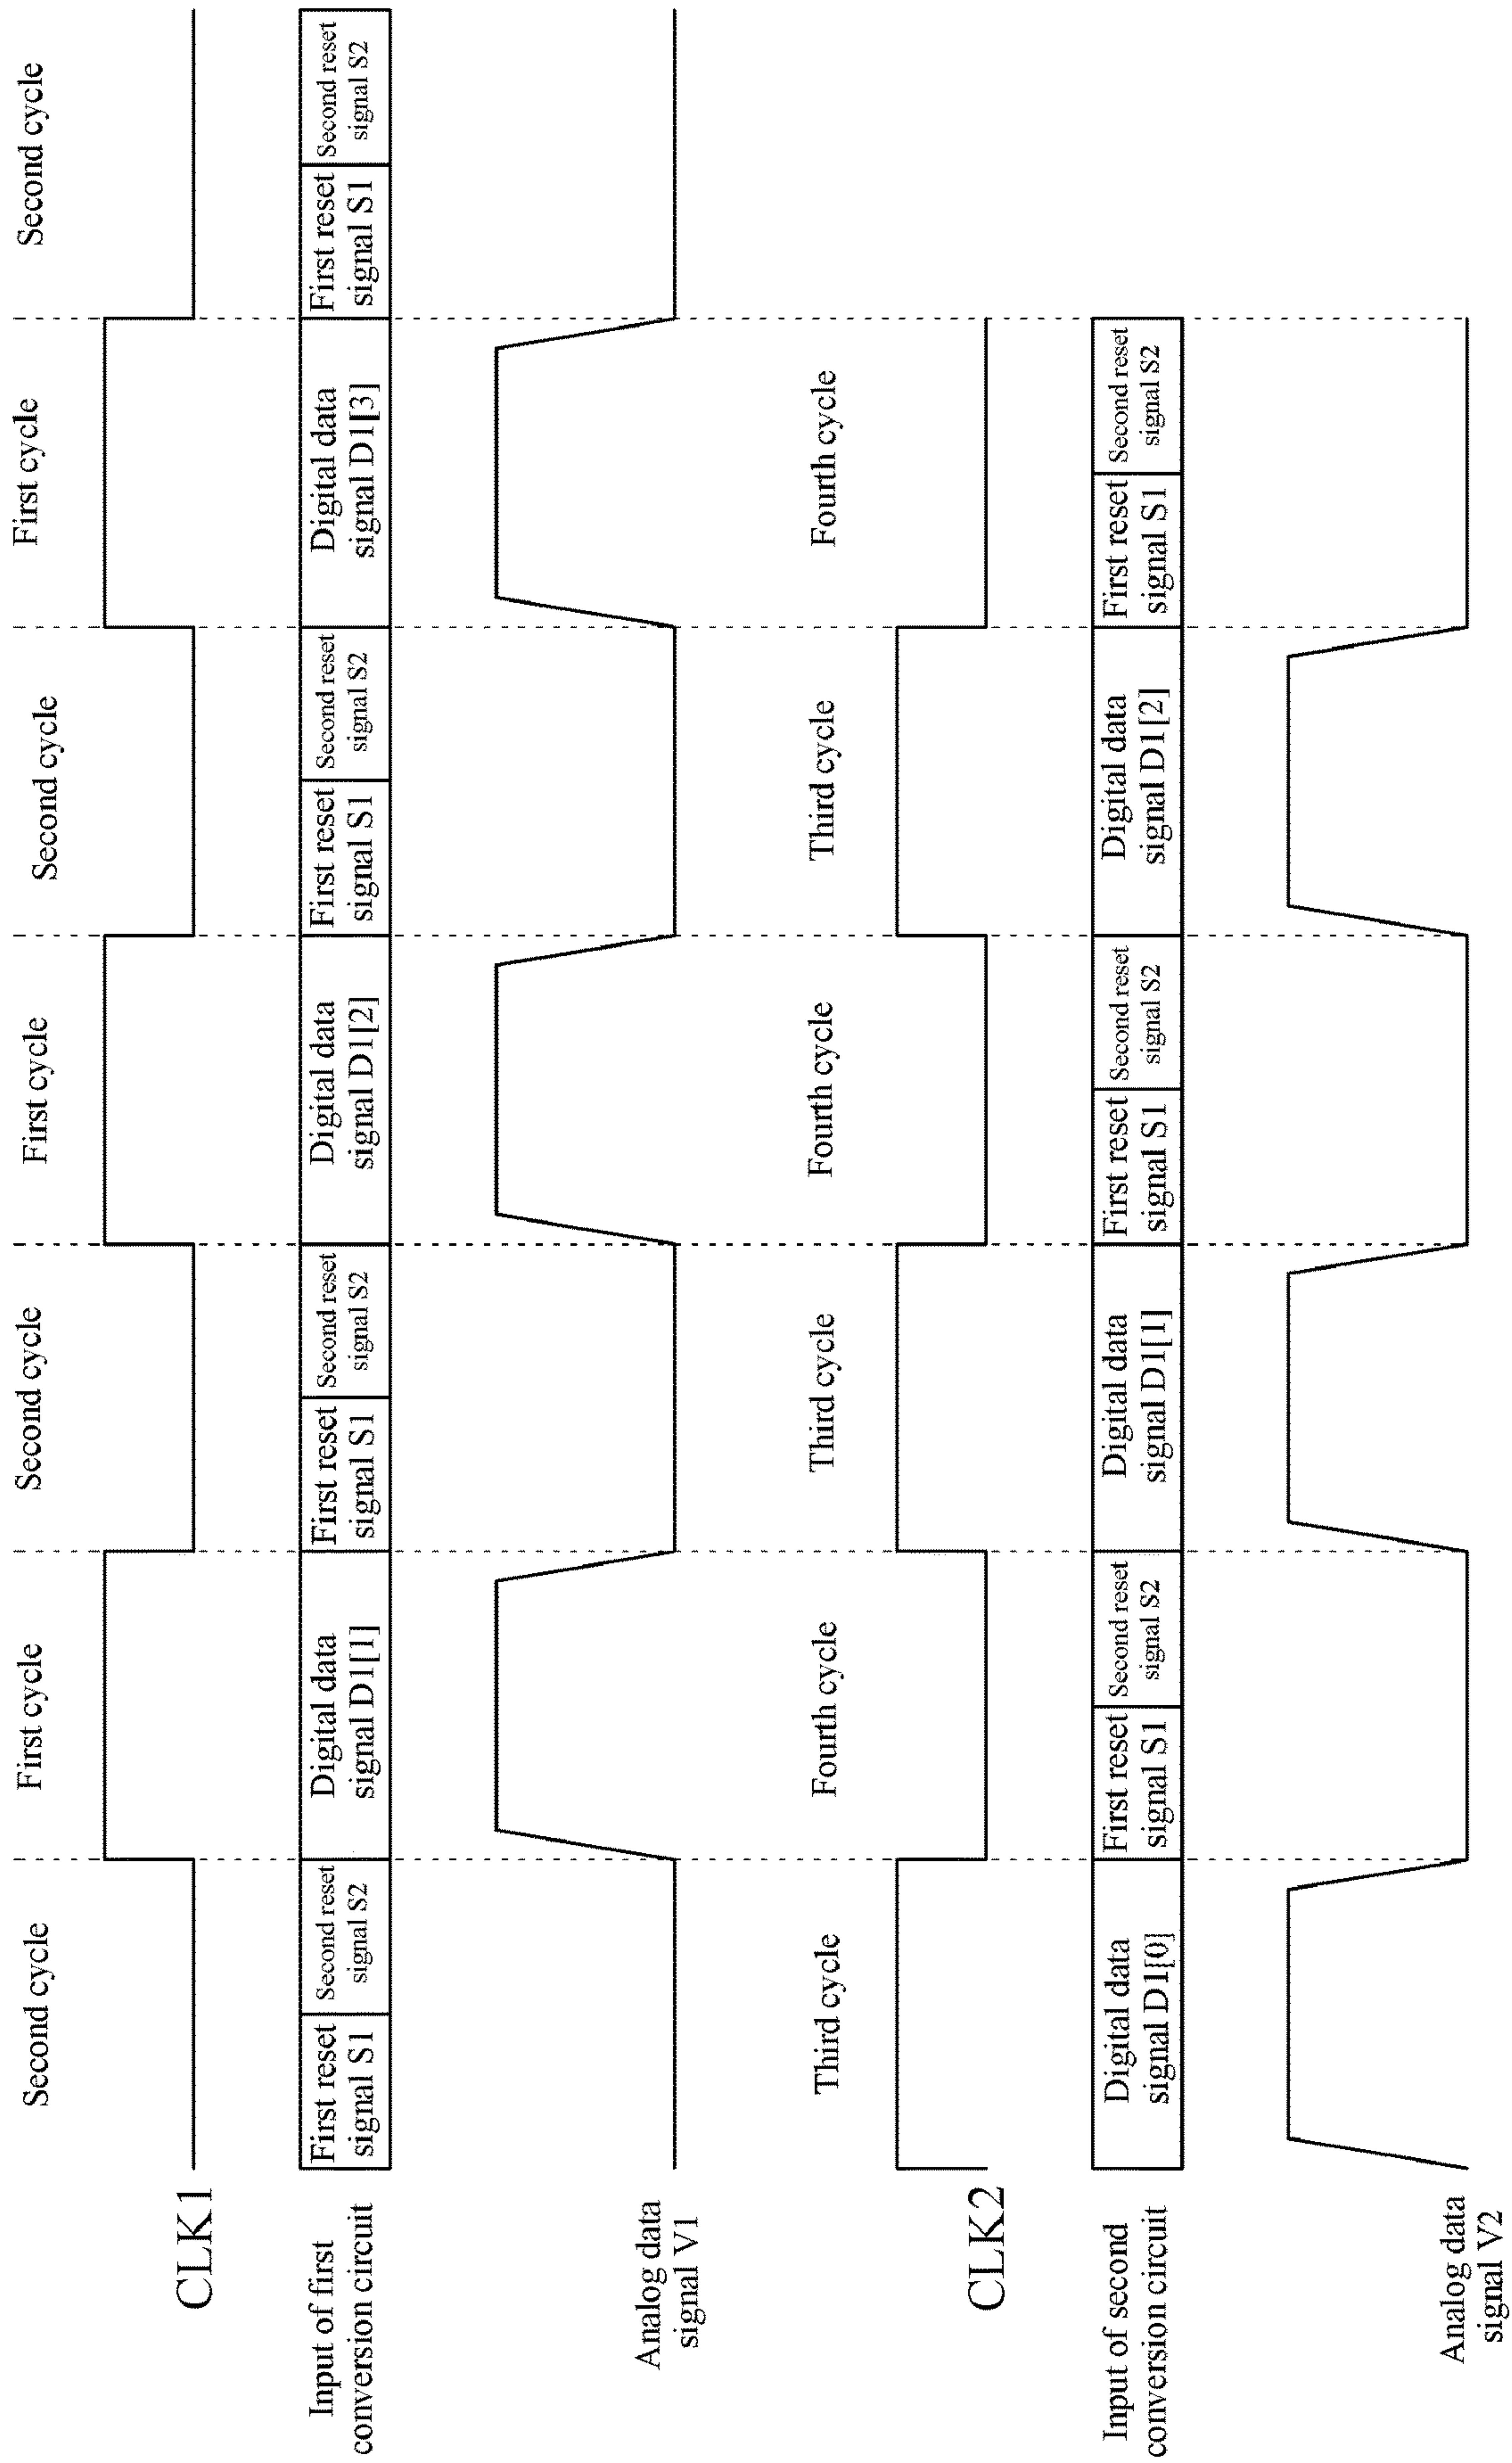 Second cycle
First cycle
Second cycle
First cycle
Second cycle
First cycle
Second cycle
CLK1
Input of first
conversion circuit
First reset
signal S1
Second reset
signal S2
Digital data
signal D1[1]
First reset
signal S1
Second reset
signal S2
Digital data
signal D1[2]
First reset
signal S1
Second reset
signal S2
Digital data
signal D1[3]
First reset
signal S1
Second reset
signal S2
Analog data
signal V1
Third cycle
Fourth cycle
Third cycle
Fourth cycle
Third cycle
Fourth cycle
CLK2
Input of second
conversion circuit
Digital data
signal D1[0]
First reset
signal S1
Second reset
signal S2
Digital data
signal D1[1]
First reset
signal S1
Second reset
signal S2
Digital data
signal D1[2]
First reset
signal S1
Second reset
signal S2
Analog data
signal V2